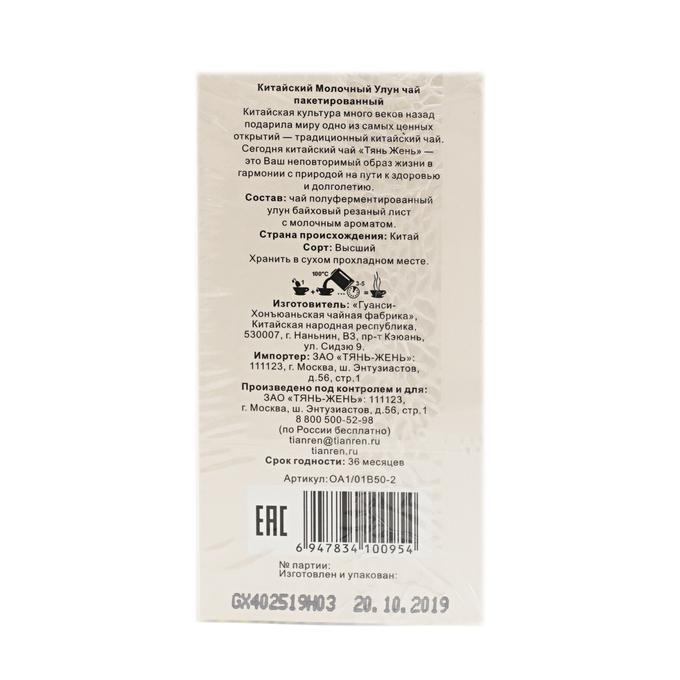 Китайский Молочный Улун чай
пакетированный
Китайская культура много веков назад
подарила миру одно из самых ценных
открытий — традиционный китайский чай.
Сегодня китайский чай «Тянь Жень» —
это Ваш неповторимый образ жизни в
гармонии с природой на пути к здоровью
и долголетию.
Состав: чай полуферментированный
улун байховый резаный лист
с молочным ароматом.
Страна происхождения: Китай
Сорт: Высший
Хранить в сухом прохладном месте.
100°C
1 3-5
+ ... =
Изготовитель: «Гуанси-
Хонъюаньская чайная фабрика»,
Китайская народная республика,
530007, г. Наньнин, ВЗ, пр-кт Кэюань,
ул. Сидзю 9.
Импортер: ЗАО «ТЯНЬ-ЖЕНЬ»:
111123, г. Москва, ш. Энтузиастов,
д.56, стр.1
Произведено под контролем и для:
ЗАО «ТЯНЬ-ЖЕНЬ»: 111123,
г. Москва, ш. Энтузиастов, д.56, стр.1
8 800 500-52-98
(по России бесплатно)
tianren@tianren.ru
tianren.ru
Срок годности: 36 месяцев
Артикул: OA1/01B50-2
EAC
6 947834 100954
№ партии:
Изготовлен и упакован:
GX402519H03 20.10.2019